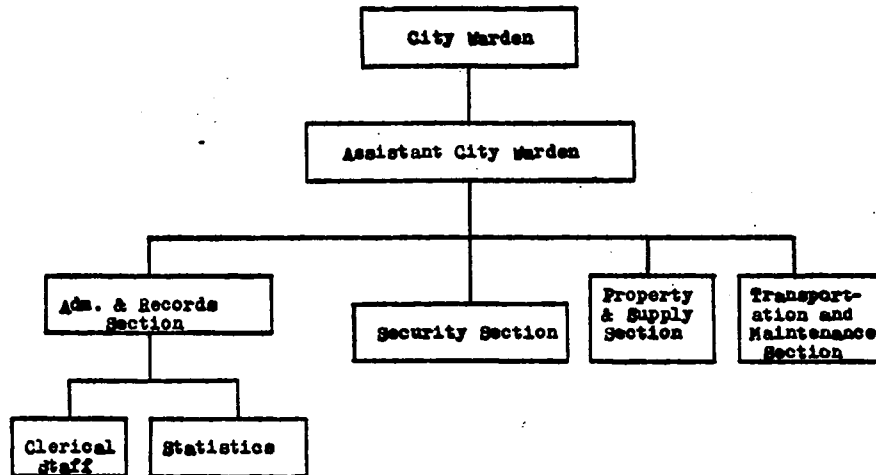 City Warden
Assistant City Warden
Adm. & Records
Section
Security Section
Property
& Supply
Section
Transport-
ation and
Maintenance
Section
Clerical
Staff
Statistics